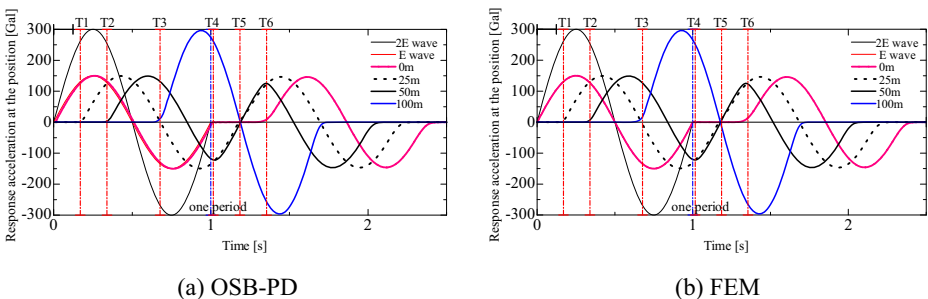 T1 T2 T3 T4 T5 T6
300
200
100
0
-100
-200
-300
Response acceleration at the position [Gal]
2E wave
E wave
0m
25m
50m
100m
one period
0 1 2
Time [s]
(a) OSB-PD
T1 T2 T3 T4 T5 T6
300
200
100
0
-100
-200
-300
Response acceleration at the position [Gal]
2E wave
E wave
0m
25m
50m
100m
one period
0 1 2
Time [s]
(b) FEM